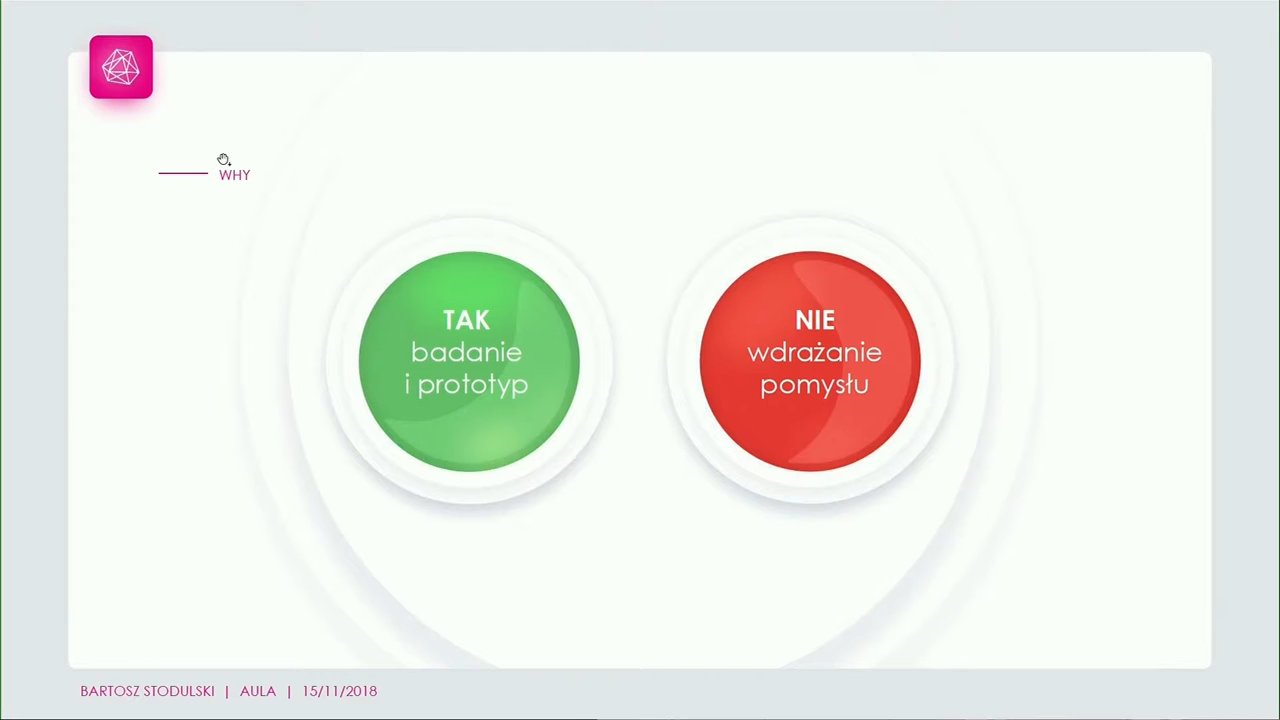 WHY
TAK
badanie
i prototyp
NIE
wdrażanie
pomysłu
BARTOSZ STODULSKI | AULA | 15/11/2018